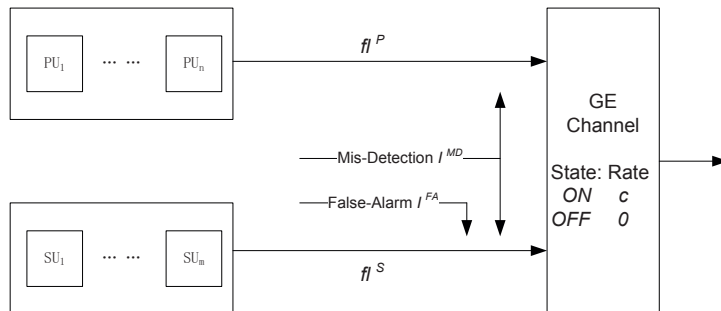 PU₁ ... ... PUₙ
fl ᴾ
GE
Channel
State: Rate
ON c
OFF 0
Mis-Detection I ᴹᴰ
False-Alarm I ᶠᴬ
SU₁ ... ... SUₘ
fl ˢ